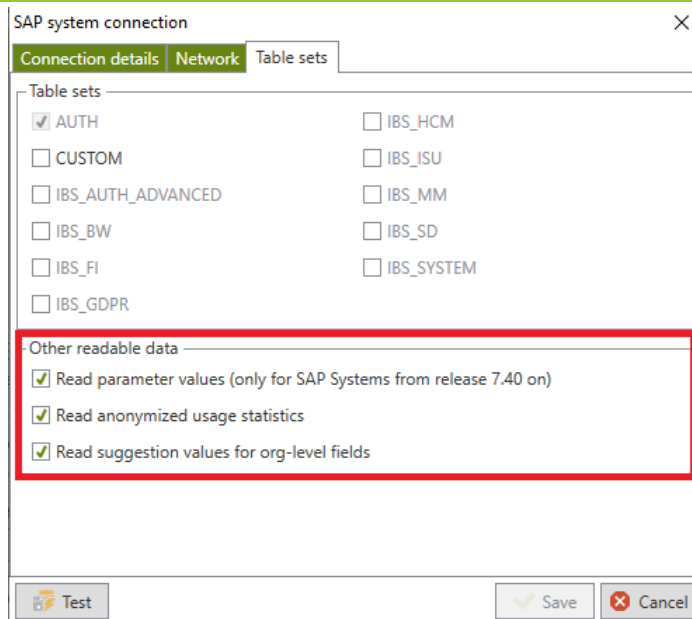 SAP system connection
Connection details Network Table sets
Table sets
AUTH IBS_HCM
CUSTOM IBS_ISU
IBS_AUTH_ADVANCED IBS_MM
IBS_BW IBS_SD
IBS_FI IBS_SYSTEM
IBS_GDPR
Other readable data
Read parameter values (only for SAP Systems from release 7.40 on)
Read anonymized usage statistics
Read suggestion values for org-level fields
Test Save Cancel